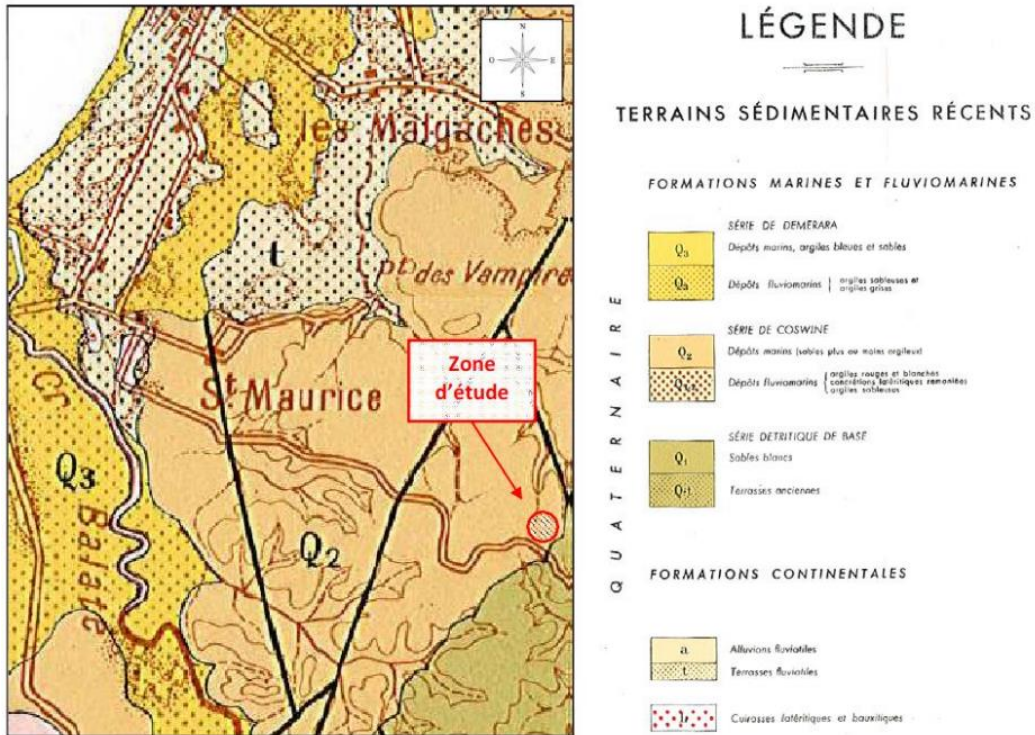 N
O
E
S
les Malgaches
t
pt des Vampire
Zone
d'étude
St Maurice
Cr.
Q3
Balate
Q2
LÉGENDE
TERRAINS SÉDIMENTAIRES RÉCENTS
FORMATIONS MARINES ET FLUVIOMARINES
QUATERNAIRE
SÉRIE DE DEMERARA
Q3
Dépôts marins, argiles bleues et sables
Dépôts fluviomarins { argiles sableuses et
argiles grises
SÉRIE DE COSWINE
Q2
Dépôts marins (sables plus ou moins argileux)
Dépôts fluviomarins { argiles rouges et blanches
concrétions latéritiques remaniées
argiles sableuses
SÉRIE DÉTRITIQUE DE BASE
Q1
Sables blancs
Terrasses anciennes
FORMATIONS CONTINENTALES
a
Alluvions fluviatiles
t
Terrasses fluviatiles
Cuirasses latéritiques et bauxitiques